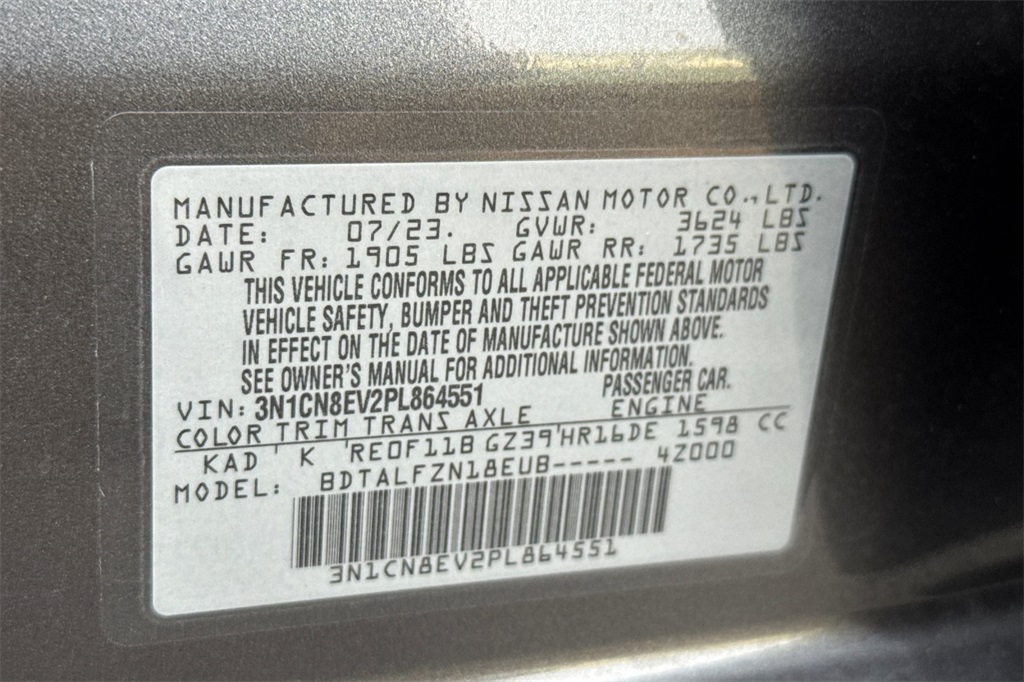 MANUFACTURED BY NISSAN MOTOR CO., LTD.
DATE: 07/23. GVWR: 3624 LBS
GAWR FR: 1905 LBS GAWR RR: 1735 LBS
THIS VEHICLE CONFORMS TO ALL APPLICABLE FEDERAL MOTOR
VEHICLE SAFETY, BUMPER AND THEFT PREVENTION STANDARDS
IN EFFECT ON THE DATE OF MANUFACTURE SHOWN ABOVE.
SEE OWNER'S MANUAL FOR ADDITIONAL INFORMATION.
VIN: 3N1CN8EV2PL864551 PASSENGER CAR.
COLOR TRIM TRANS AXLE ENGINE
KAD K RE0F11B GZ39 HR16DE 1598 CC
MODEL: BDTALFZN18EUB----- 4Z000
3N1CN8EV2PL864551